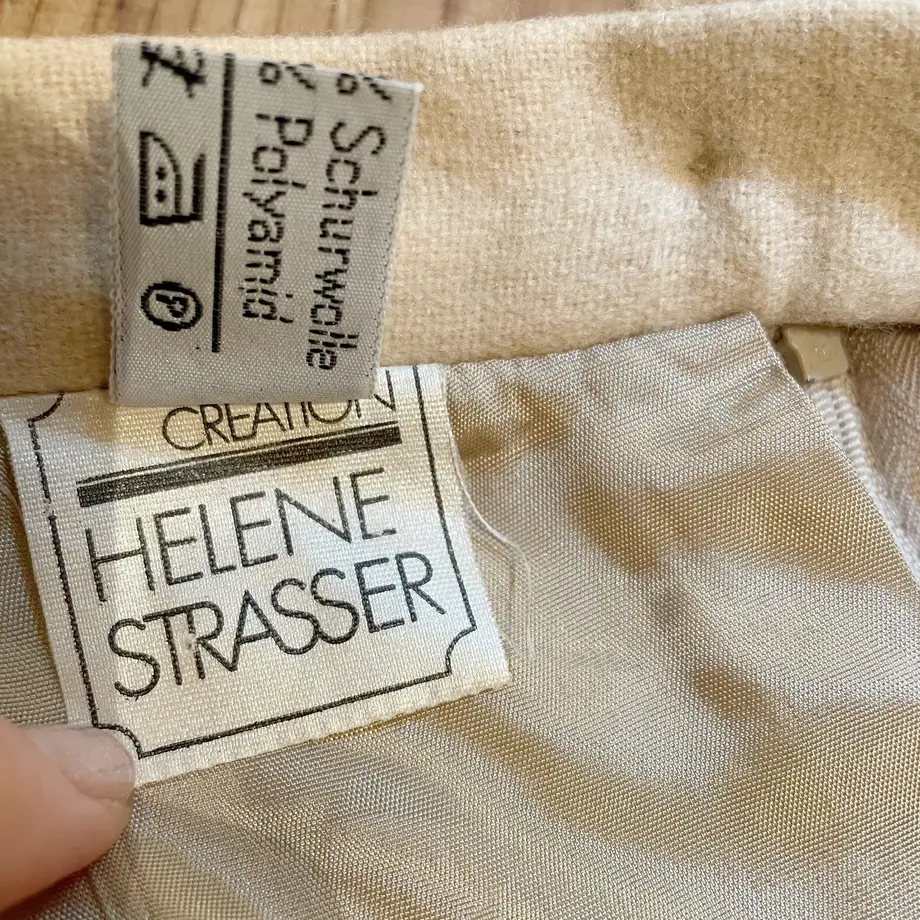 % Schurwolle
% Polyamid
P
CREATION
HELENE
STRASSER